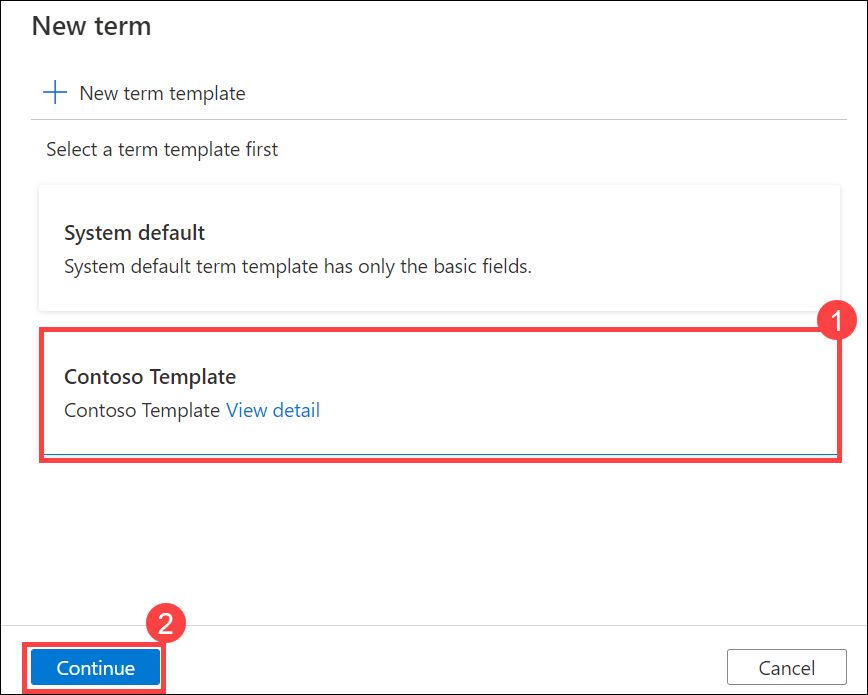 New term
New term template
Select a term template first
System default
System default term template has only the basic fields.
1
Contoso Template
Contoso Template View detail
2
Continue
Cancel